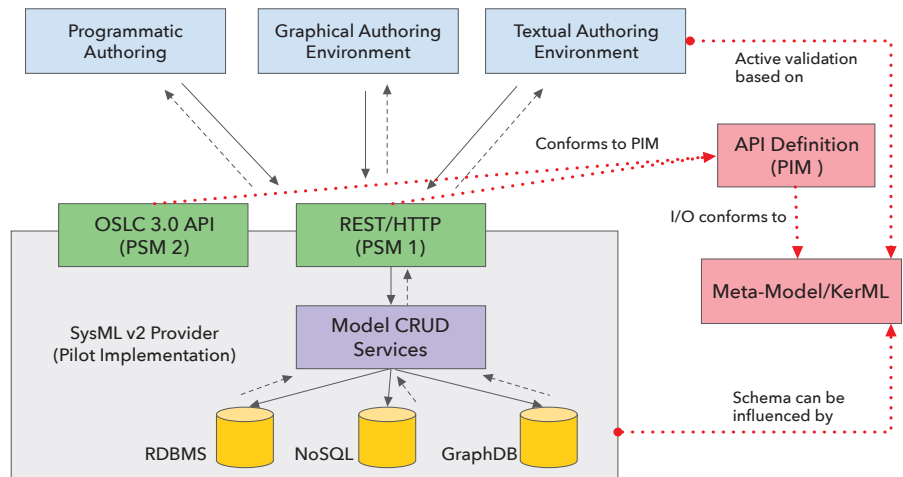 Programmatic
Authoring
Graphical Authoring
Environment
Textual Authoring
Environment
Active validation
based on
Conforms to PIM
API Definition
(PIM )
I/O conforms to
OSLC 3.0 API
(PSM 2)
REST/HTTP
(PSM 1)
Meta-Model/KerML
SysML v2 Provider
(Pilot Implementation)
Model CRUD
Services
Schema can be
influenced by
RDBMS
NoSQL
GraphDB